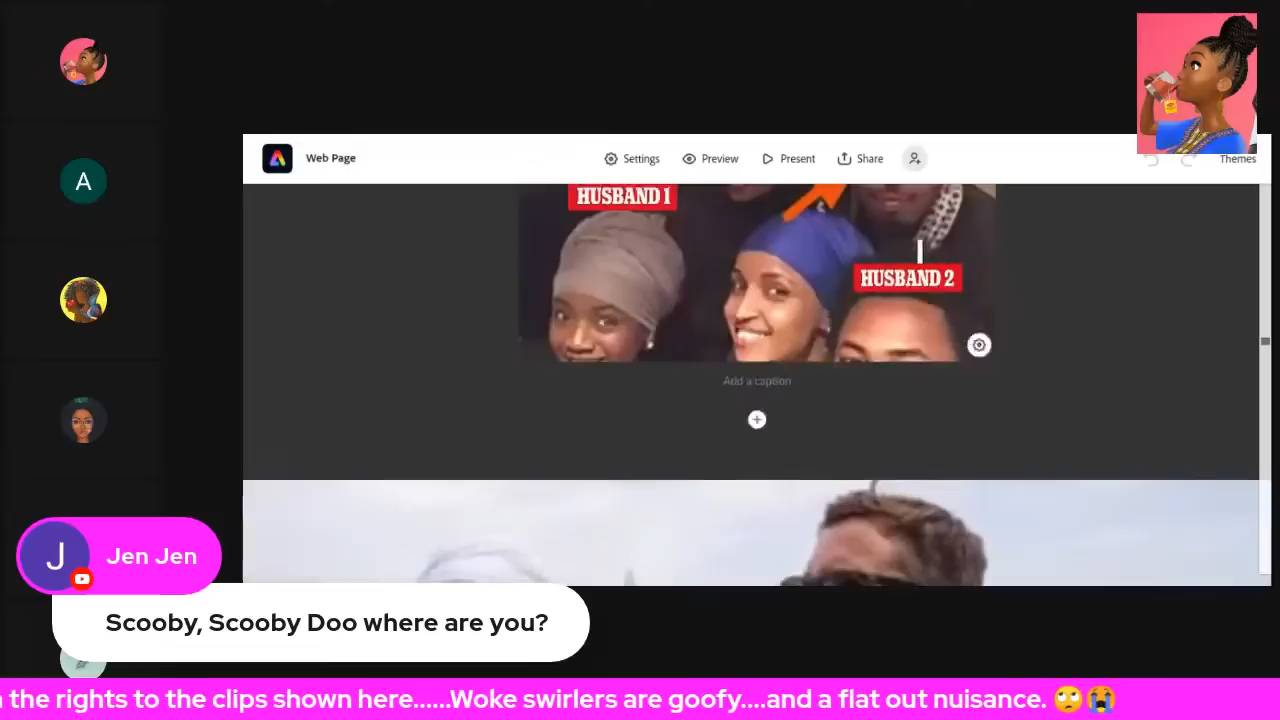 A
Web Page
Settings
Preview
Present
Share
Themes
HUSBAND 1
HUSBAND 2
Add a caption
J
Jen Jen
Scooby, Scooby Doo where are you?
the rights to the clips shown here......Woke swirlers are goofy....and a flat out nuisance. 🙄😭